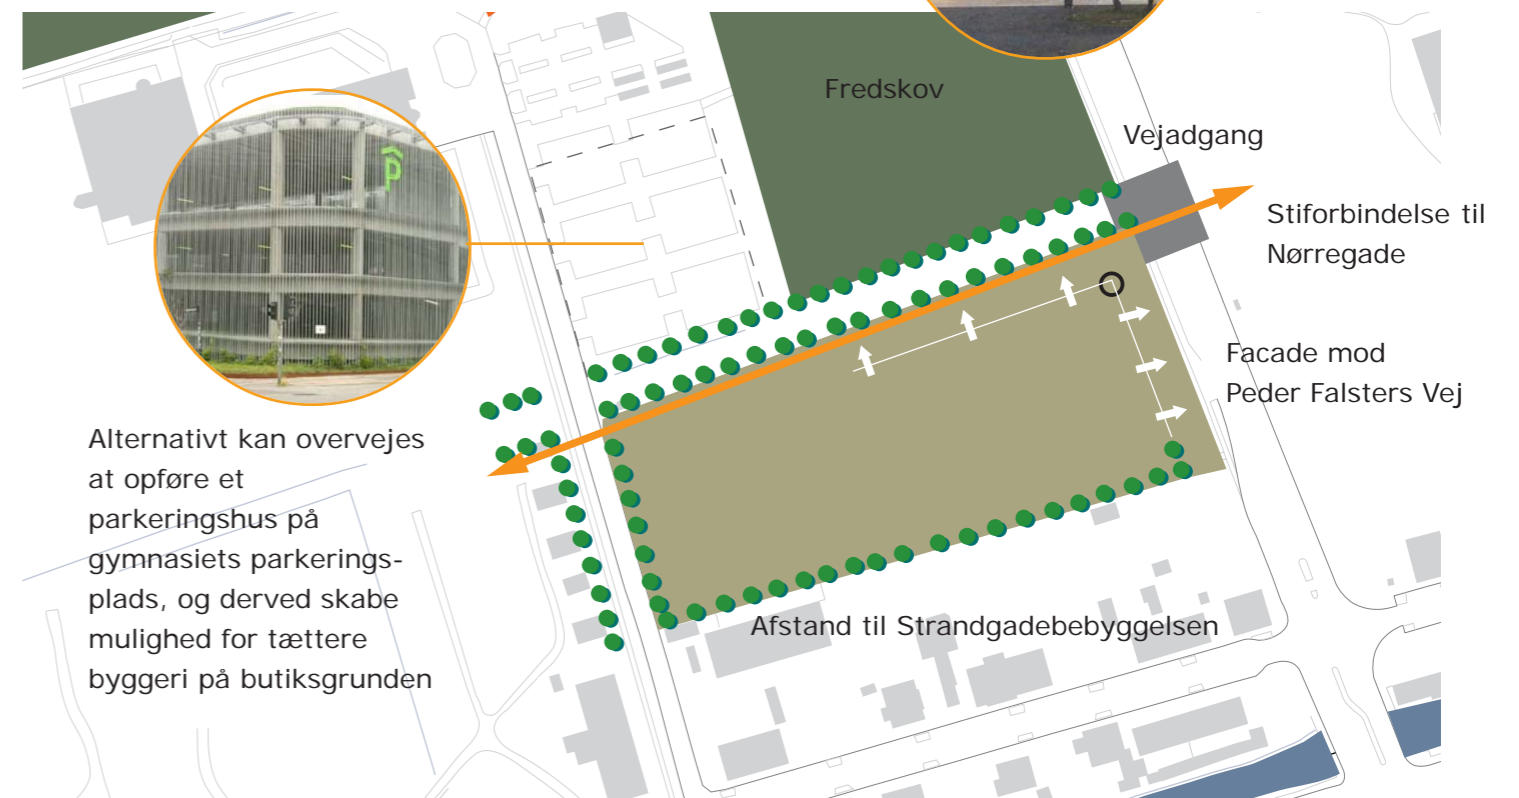 Fredskov
Vejadgang
Stiforbindelse til
Nørregade
Facade mod
Peder Falsters Vej
Alternativt kan overvejes
at opføre et
parkeringshus på
gymnasiets parkerings-
plads, og derved skabe
mulighed for tættere
byggeri på butiksgrunden
Afstand til Strandgadebebyggelsen
p